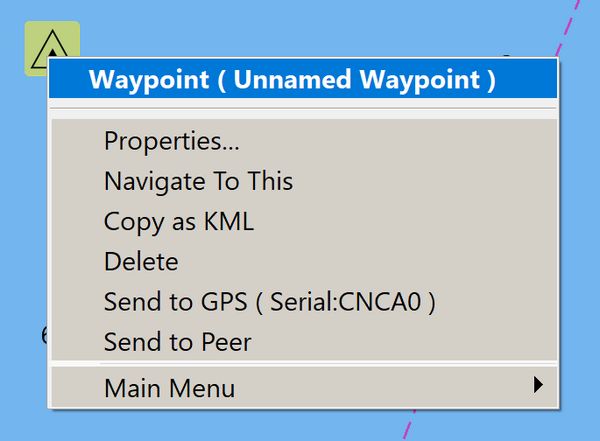 Waypoint ( Unnamed Waypoint )
Properties...
Navigate To This
Copy as KML
Delete
Send to GPS ( Serial:CNCA0 )
Send to Peer
Main Menu